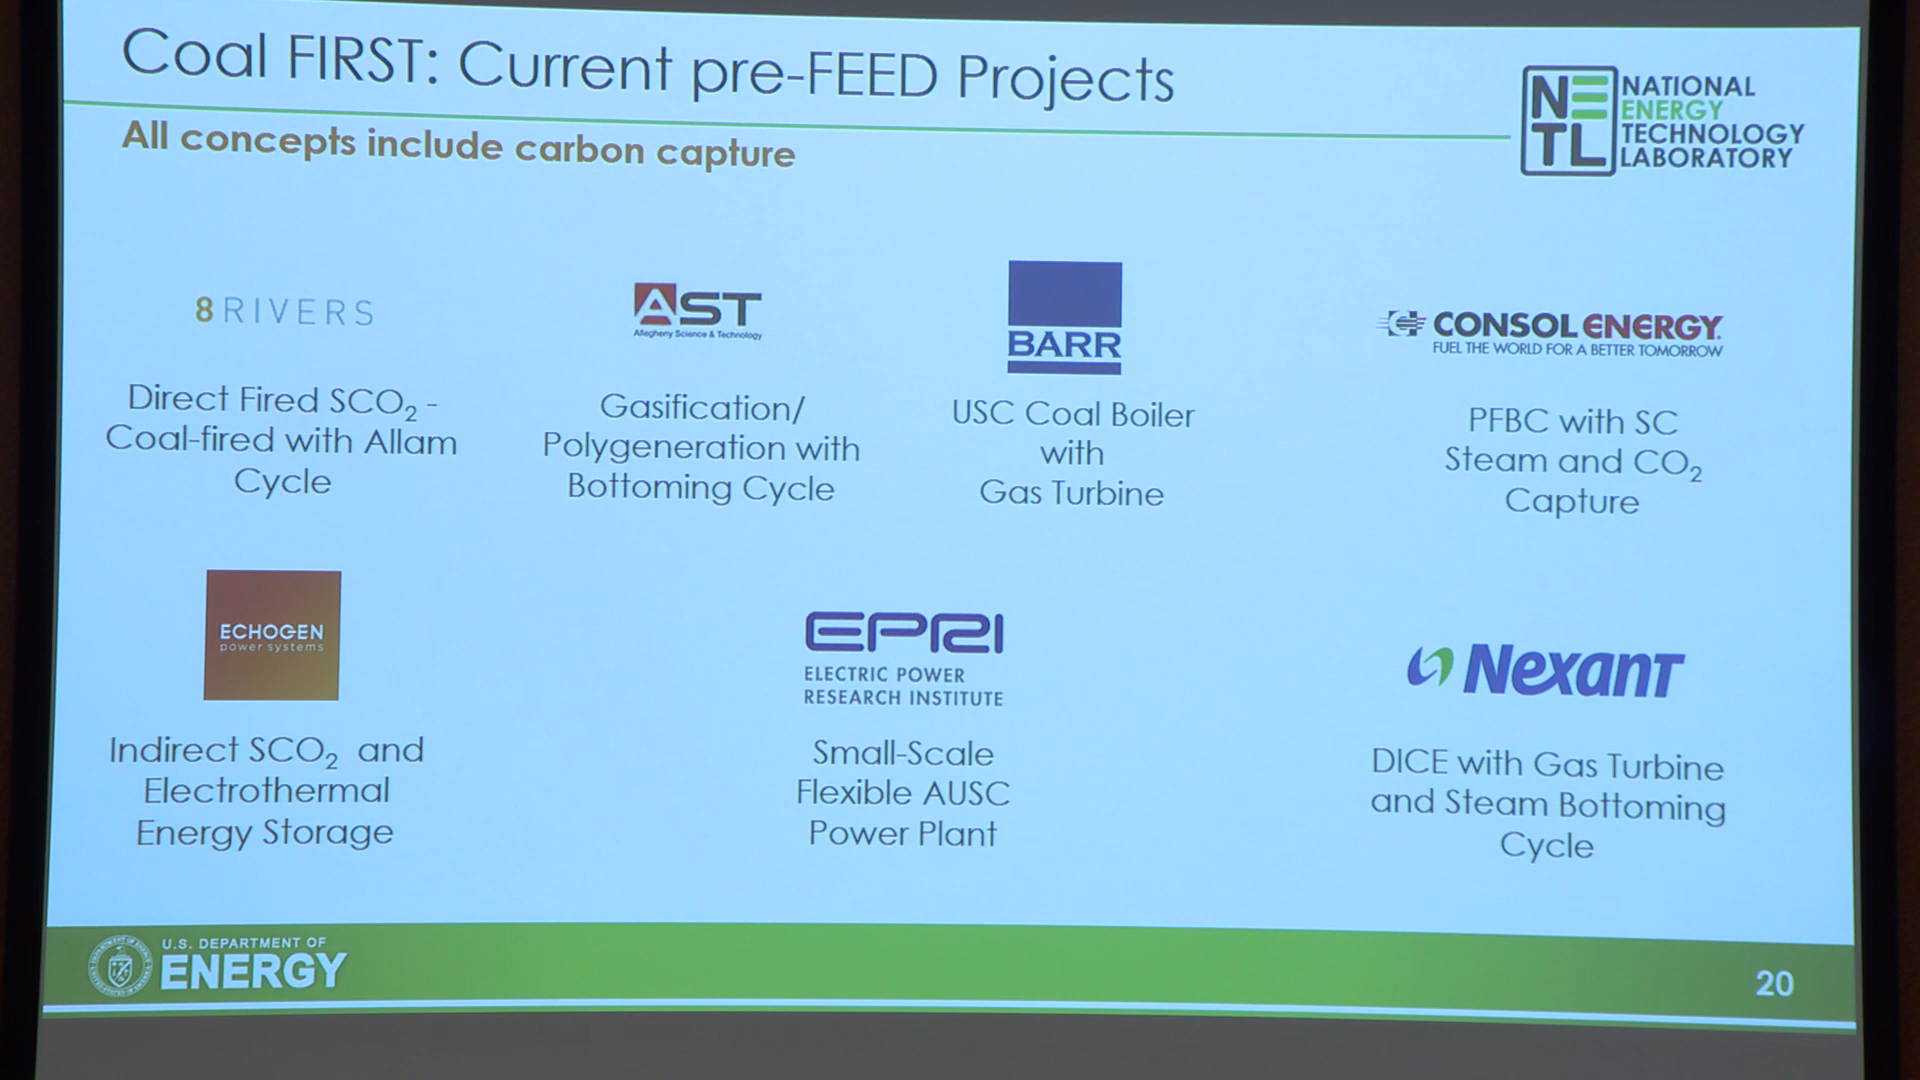 Coal FIRST: Current pre-FEED Projects
All concepts include carbon capture
NETL
NATIONAL
ENERGY
TECHNOLOGY
LABORATORY
8 RIVERS
Direct Fired SCO₂ -
Coal-fired with Allam
Cycle
AST
Allegheny Science & Technology
Gasification/
Polygeneration with
Bottoming Cycle
BARR
USC Coal Boiler
with
Gas Turbine
CONSOL ENERGY
FUEL THE WORLD FOR A BETTER TOMORROW
PFBC with SC
Steam and CO₂
Capture
ECHOGEN
power systems
Indirect SCO₂ and
Electrothermal
Energy Storage
EPRI
ELECTRIC POWER
RESEARCH INSTITUTE
Small-Scale
Flexible AUSC
Power Plant
Nexant
DICE with Gas Turbine
and Steam Bottoming
Cycle
U.S. DEPARTMENT OF
ENERGY
20